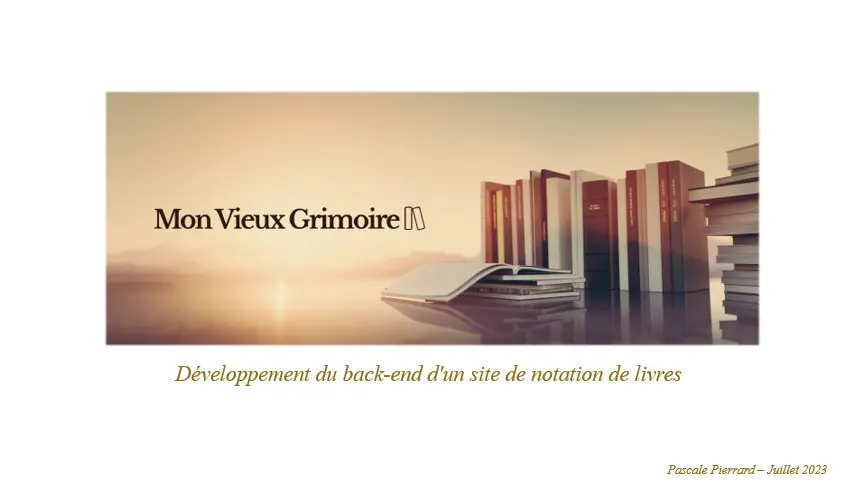 Mon Vieux Grimoire
Développement du back-end d'un site de notation de livres
Pascale Pierrard – Juillet 2023